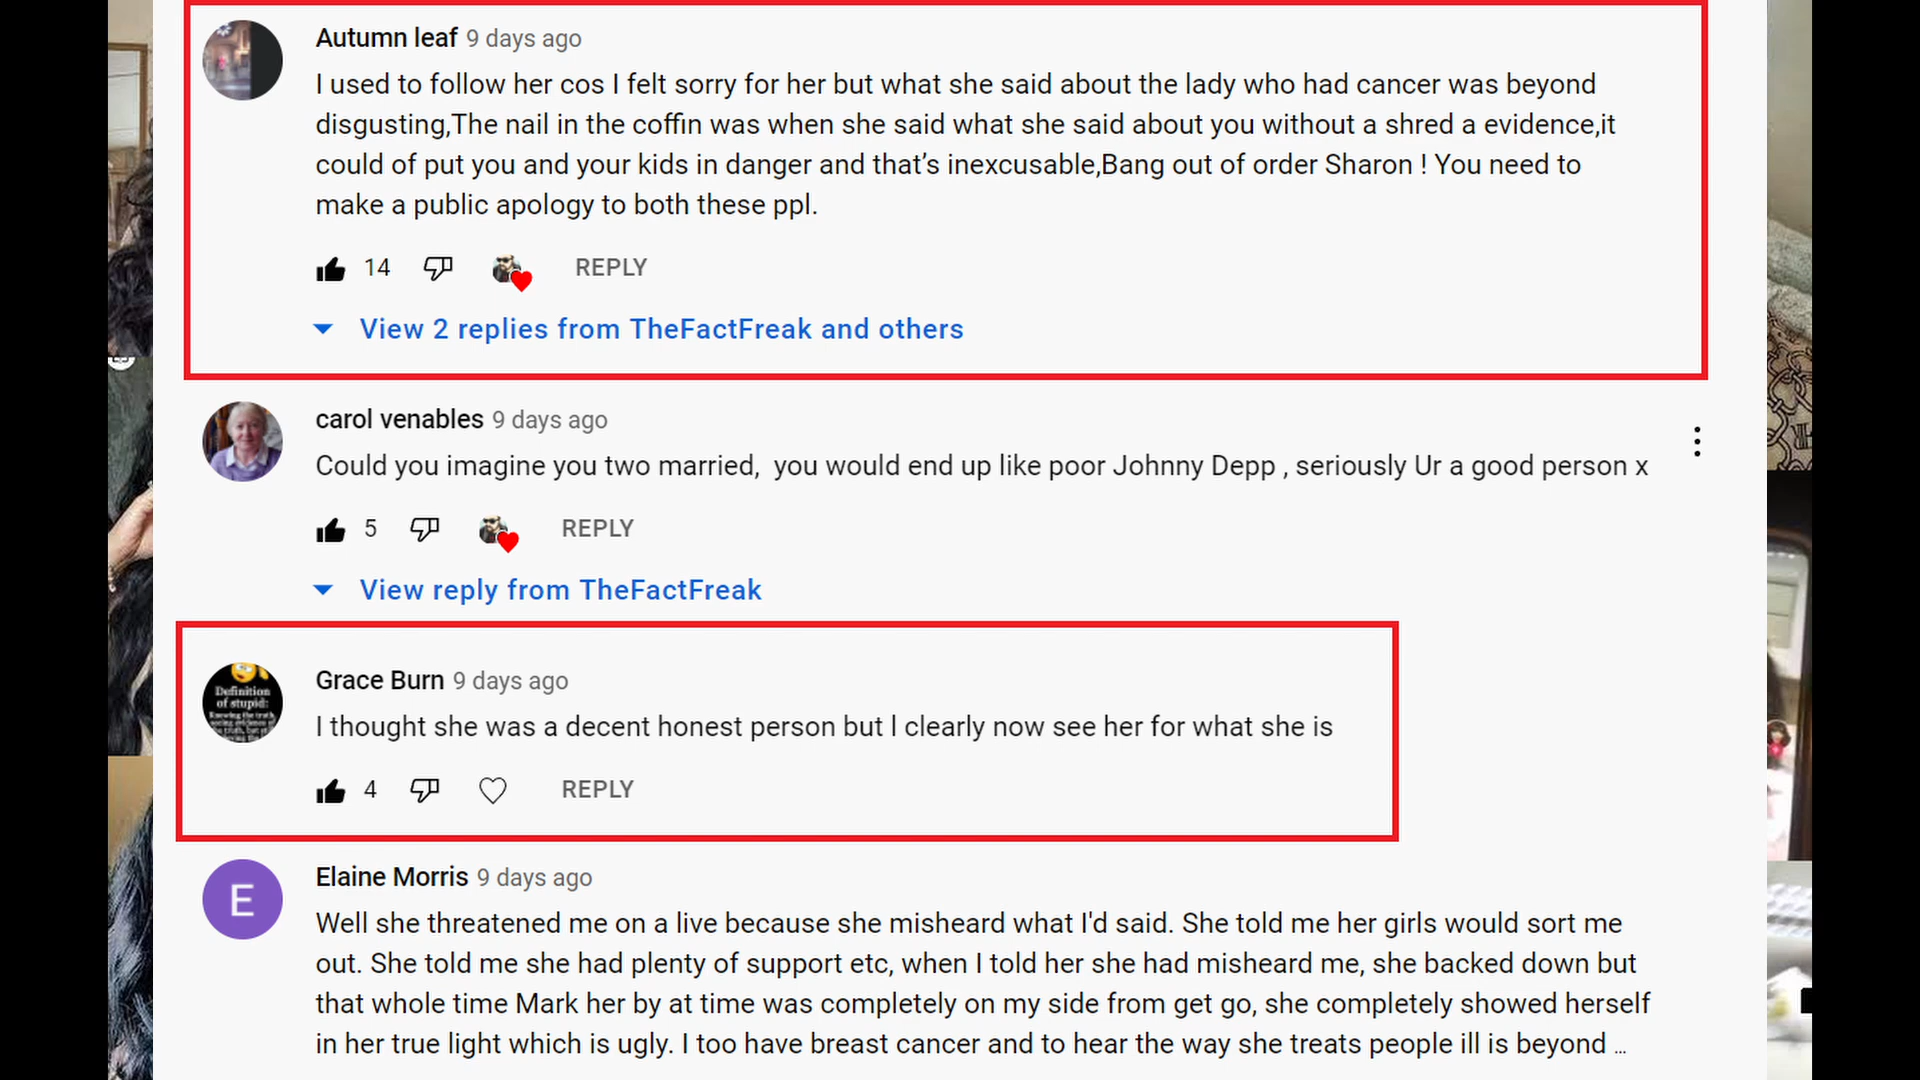 Autumn leaf 9 days ago
I used to follow her cos I felt sorry for her but what she said about the lady who had cancer was beyond
disgusting,The nail in the coffin was when she said what she said about you without a shred a evidence,it
could of put you and your kids in danger and that’s inexcusable,Bang out of order Sharon ! You need to
make a public apology to both these ppl.
14 REPLY
View 2 replies from TheFactFreak and others
carol venables 9 days ago
Could you imagine you two married,  you would end up like poor Johnny Depp , seriously Ur a good person x
5 REPLY
View reply from TheFactFreak
Definition
of stupid:
Knowing the truth
Grace Burn 9 days ago
I thought she was a decent honest person but l clearly now see her for what she is
4 REPLY
E
Elaine Morris 9 days ago
Well she threatened me on a live because she misheard what I'd said. She told me her girls would sort me
out. She told me she had plenty of support etc, when I told her she had misheard me, she backed down but
that whole time Mark her by at time was completely on my side from get go, she completely showed herself
in her true light which is ugly. I too have breast cancer and to hear the way she treats people ill is beyond ...